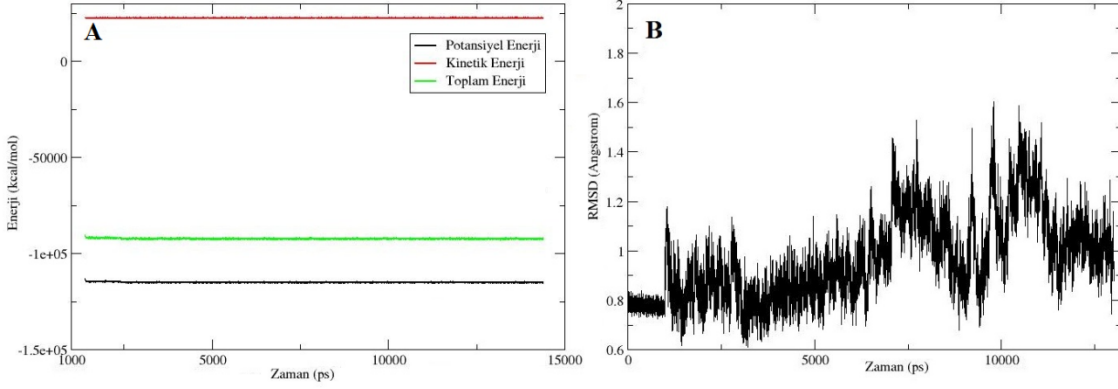 A
Potansiyel Enerji
Kinetik Enerji
Toplam Enerji
Enerji (kcal/mol)
0
-50000
-1e+05
-1.5e+05
1000
5000
10000
15000
Zaman (ps)
B
RMSD (Angstrom)
2
1.8
1.6
1.4
1.2
1
0.8
0.6
0
5000
10000
Zaman (ps)